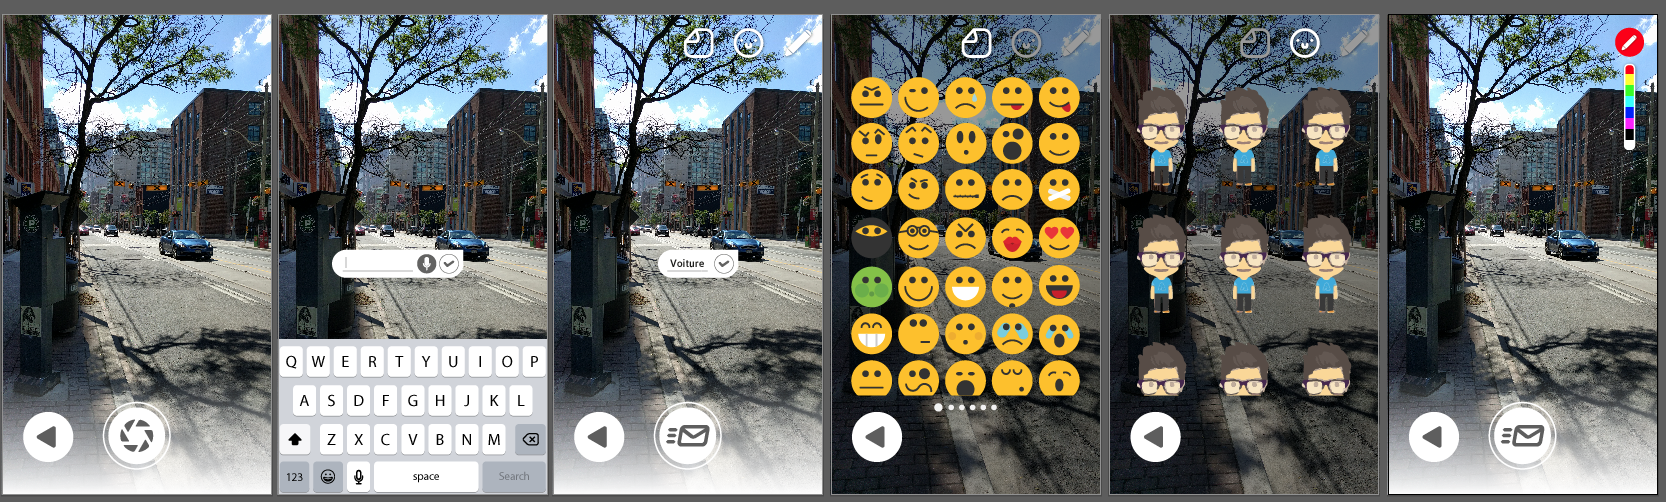 Voiture
Q W E R T Y U I O P
A S D F G H J K L
Z X C V B N M
123 space Search